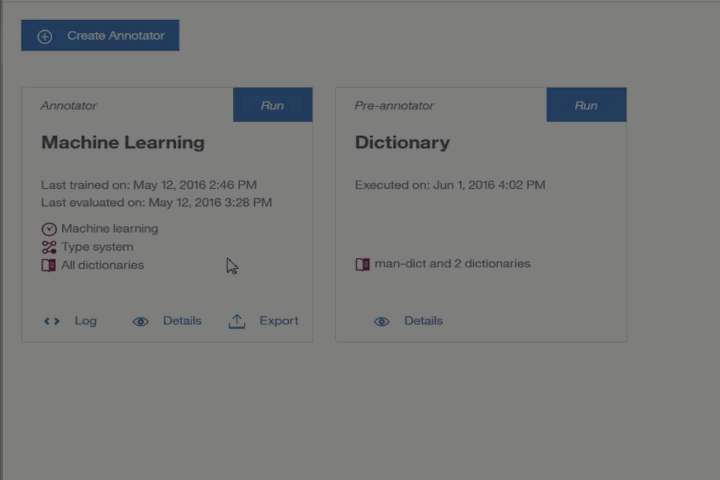 Create Annotator
Annotator
Run
Machine Learning
Last trained on: May 12, 2016 2:46 PM
Last evaluated on: May 12, 2016 3:28 PM
Machine learning
Type system
All dictionaries
Log
Details
Export
Pre-annotator
Run
Dictionary
Executed on: Jun 1, 2016 4:02 PM
man-dict and 2 dictionaries
Details